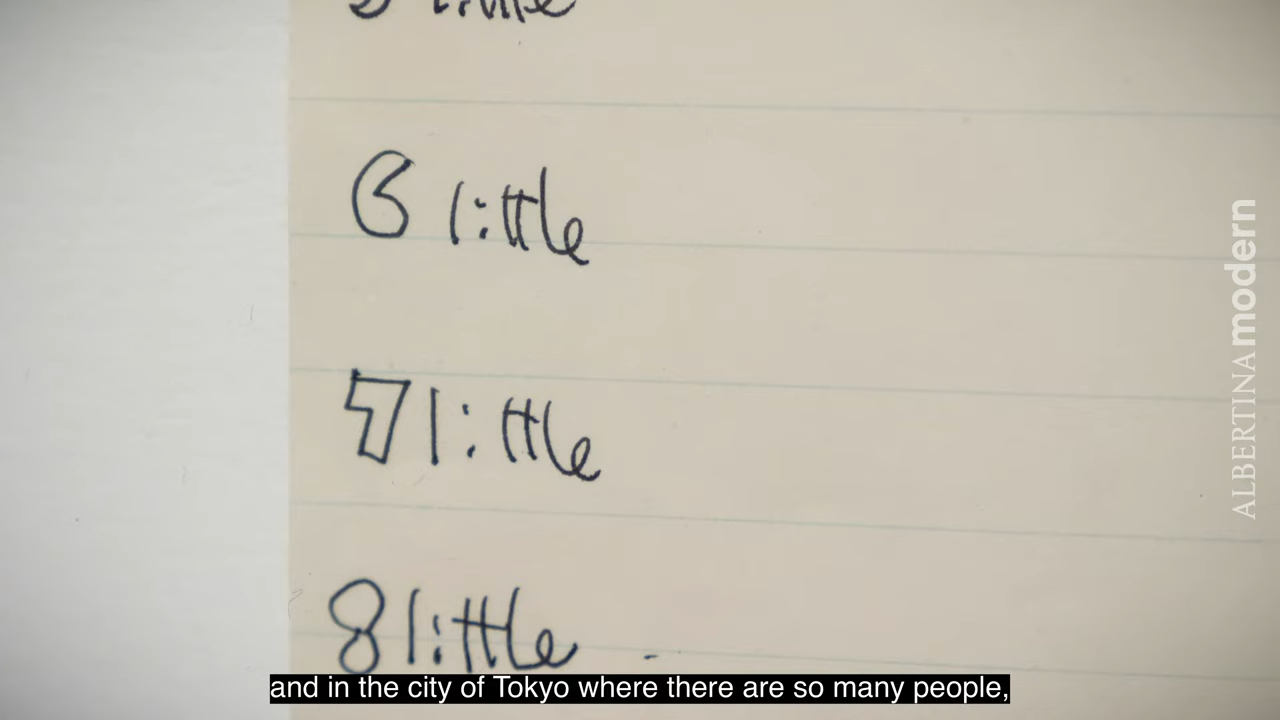 little
6 little
7 little
8 little
ALBERTINA modern
and in the city of Tokyo where there are so many people,